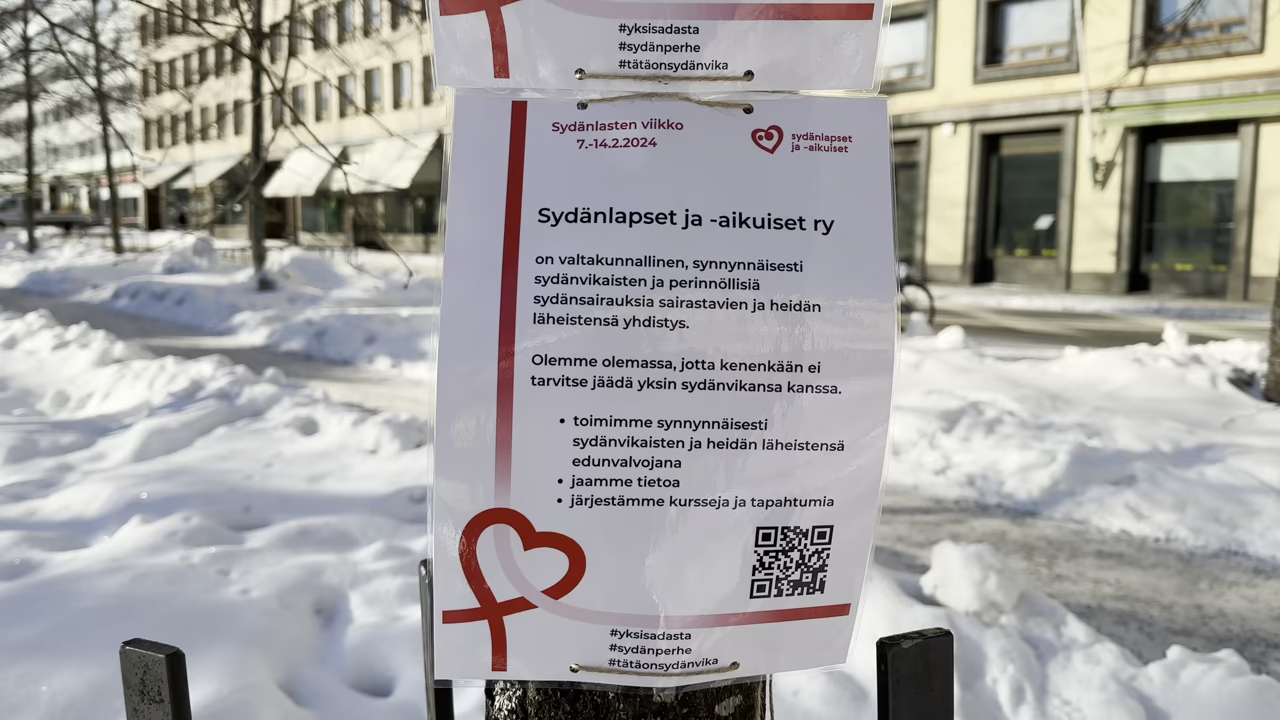 #yksisadasta
#sydänperhe
#tätäonsydänvika
Sydänlasten viikko
7.-14.2.2024
sydänlapset
ja -aikuiset
Sydänlapset ja -aikuiset ry
on valtakunnallinen, synnynnäisesti
sydänvikaisten ja perinnöllisiä
sydänsairauksia sairastavien ja heidän
läheistensä yhdistys.
Olemme olemassa, jotta kenenkään ei
tarvitse jäädä yksin sydänvikansa kanssa.
• toimimme synnynnäisesti
sydänvikaisten ja heidän läheistensä
edunvalvojana
• jaamme tietoa
• järjestämme kursseja ja tapahtumia
#yksisadasta
#sydänperhe
#tätäonsydänvika